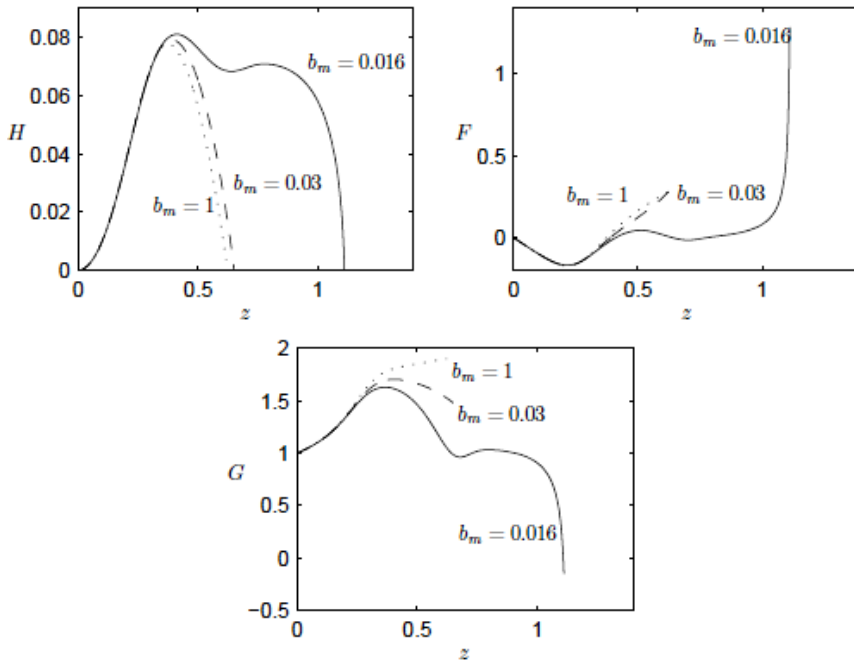 0.08
0.06
H
0.04
0.02
0
0.5
1
z
b_m = 0.016
b_m = 0.03
b_m = 1
1
F
0.5
0
0
0.5
1
z
b_m = 0.016
b_m = 1
b_m = 0.03
2
1.5
1
G
0.5
0
−0.5
0
0.5
1
z
b_m = 1
b_m = 0.03
b_m = 0.016